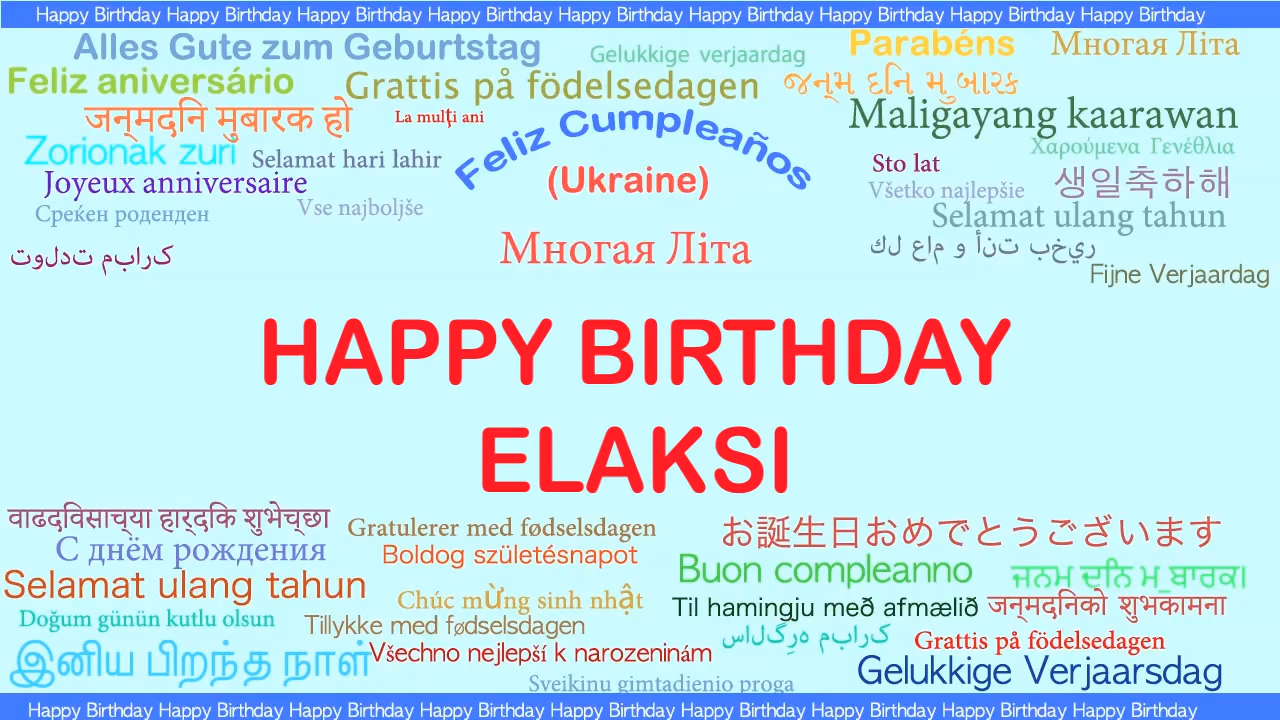 Happy Birthday Happy Birthday Happy Birthday Happy Birthday Happy Birthday Happy Birthday Happy Birthday Happy Birthday Happy Birthday
Alles Gute zum Geburtstag
Gelukkige verjaardag
Parabéns
Многая Літа
Feliz aniversário
Grattis på födelsedagen
જન્મ દિન મુબારક
जन्मदिन मुबारक हो
La mulţi ani
Feliz Cumpleaños
Maligayang kaarawan
Zorionak zuri
Selamat hari lahir
(Ukraine)
Sto lat
Χαρούμενα Γενέθλια
Joyeux anniversaire
Všetko najlepšie
생일축하해
Среќен роденден
Vse najboljše
Selamat ulang tahun
تولدت مبارک
Многая Літа
كل عام و أنت بخير
Fijne Verjaardag
HAPPY BIRTHDAY
ELAKSI
वाढदिवसाच्या हार्दिक शुभेच्छा
Gratulerer med fødselsdagen
お誕生日おめでとうございます
С днём рождения
Boldog születésnapot
Buon compleanno
ਜਨਮ ਦਿਨ ਮੁਬਾਰਕ।
Selamat ulang tahun
Chúc mừng sinh nhật
Til hamingju með afmælið
जन्मदिनको शुभकामना
Doğum günün kutlu olsun
Tillykke med fødselsdagen
سالگرہ مبارک
Grattis på födelsedagen
இனிய பிறந்த நாள்
Všechno nejlepší k narozeninám
Gelukkige Verjaarsdag
Sveikinu gimtadienio proga
Happy Birthday Happy Birthday Happy Birthday Happy Birthday Happy Birthday Happy Birthday Happy Birthday Happy Birthday Happy Birthday